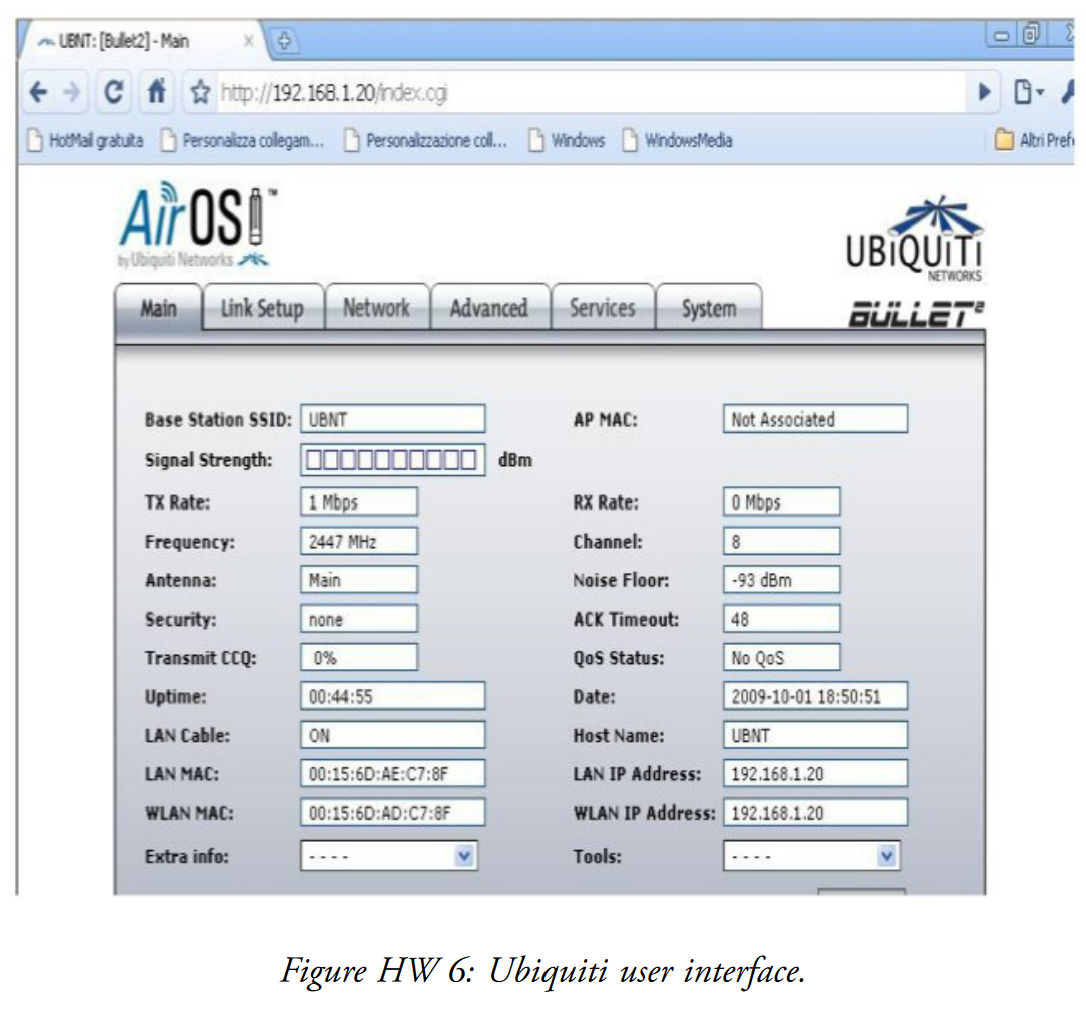 UBNT: [Bullet2] - Main
http://192.168.1.20/index.cgi
HotMail gratuita Personalizza collegam... Personalizzazione coll... Windows WindowsMedia Altri Pref
AirOS™
by Ubiquiti Networks
UBiQUiTi
NETWORKS
Main Link Setup Network Advanced Services System
BULLET²
Base Station SSID: UBNT AP MAC: Not Associated
Signal Strength: dBm
TX Rate: 1 Mbps RX Rate: 0 Mbps
Frequency: 2447 MHz Channel: 8
Antenna: Main Noise Floor: -93 dBm
Security: none ACK Timeout: 48
Transmit CCQ: 0% QoS Status: No QoS
Uptime: 00:44:55 Date: 2009-10-01 18:50:51
LAN Cable: ON Host Name: UBNT
LAN MAC: 00:15:6D:AE:C7:8F LAN IP Address: 192.168.1.20
WLAN MAC: 00:15:6D:AD:C7:8F WLAN IP Address: 192.168.1.20
Extra info: - - - - Tools: - - - -
Figure HW 6: Ubiquiti user interface.